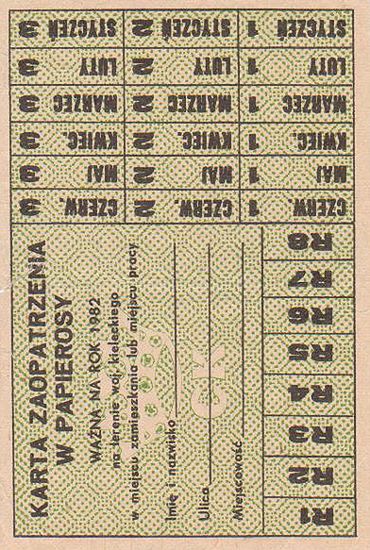 KARTA ZAOPATRZENIA
W PAPIEROSY
WAŻNA NA ROK 1982
na terenie woj. kieleckiego
w miejscu zamieszkania lub miejscu pracy
Imię i nazwisko
Ulica
Miejscowość
CK
R1
R2
R3
R4
R5
R6
R7
R8
CZERW. 1 CZERW. 2 CZERW. 3
MAJ 1 MAJ 2 MAJ 3
KWIEC. 1 KWIEC. 2 KWIEC. 3
MARZEC 1 MARZEC 2 MARZEC 3
LUTY 1 LUTY 2 LUTY 3
STYCZEŃ 1 STYCZEŃ 2 STYCZEŃ 3